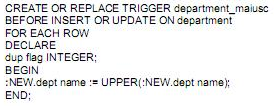 CREATE OR REPLACE TRIGGER department_maiusc
BEFORE INSERT OR UPDATE ON department
FOR EACH ROW
DECLARE
dup flag INTEGER;
BEGIN
:NEW.dept name := UPPER(:NEW.dept name);
END;